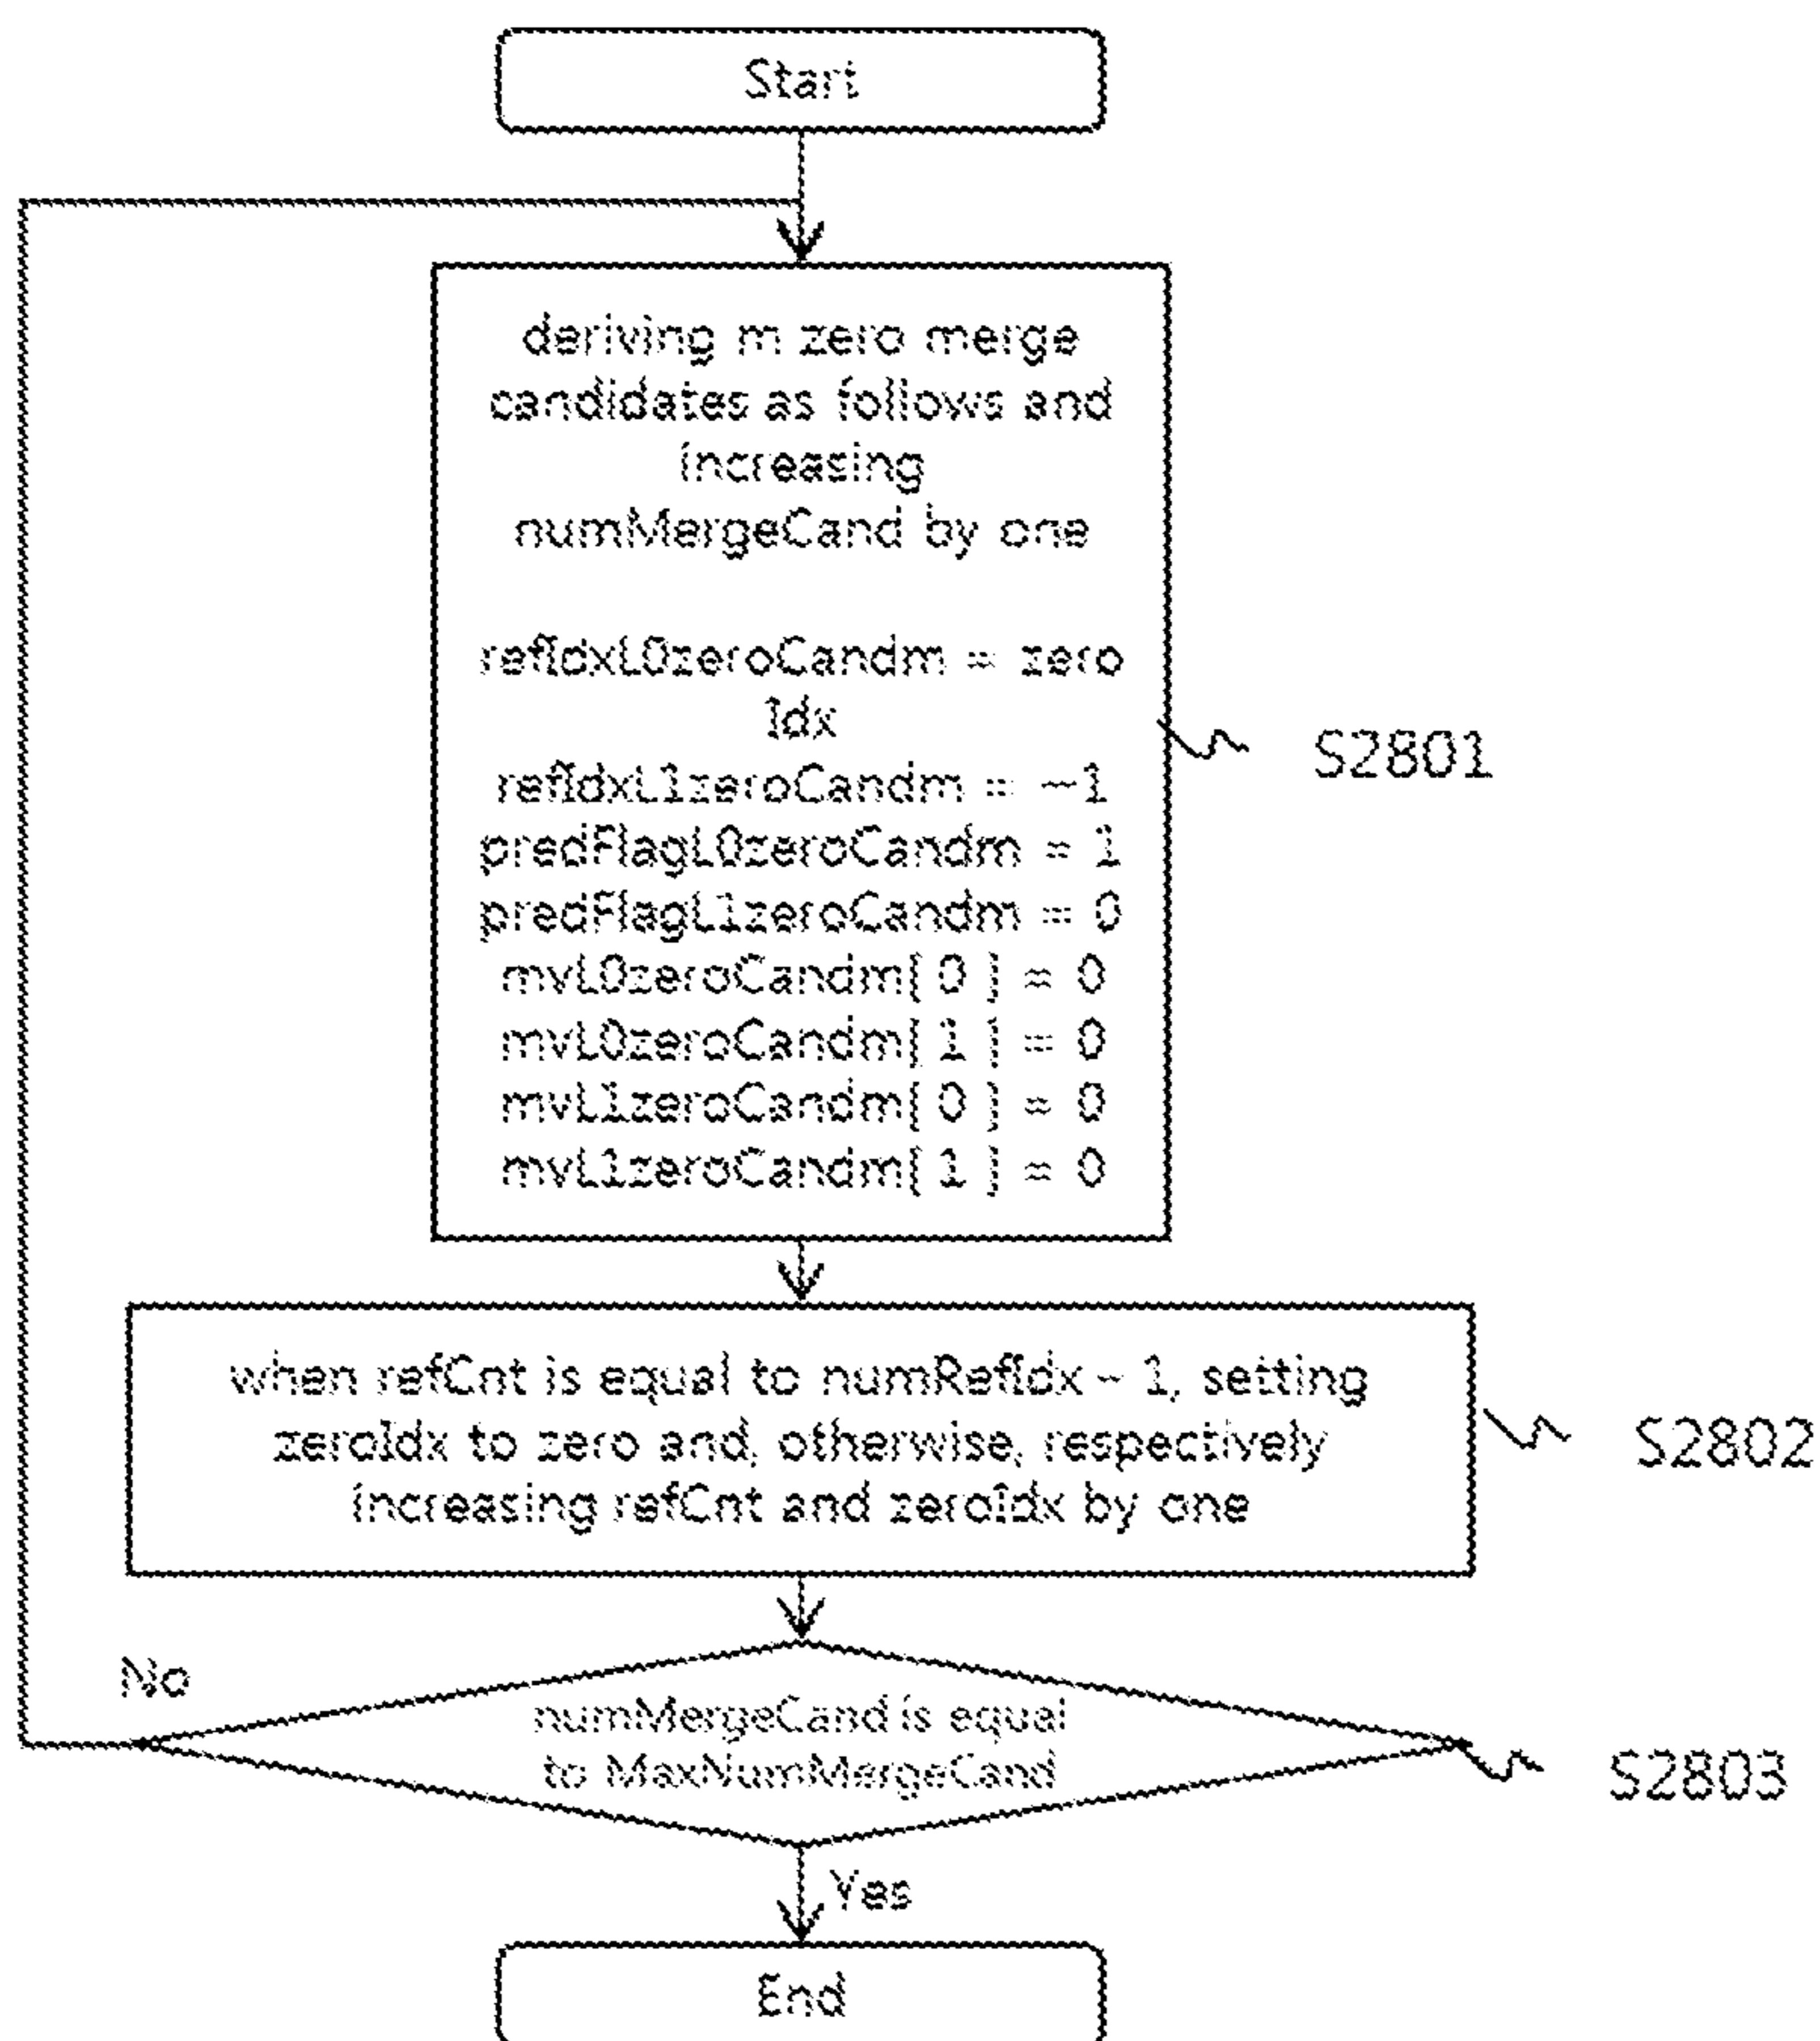 Start
deriving m zero merge
candidates as follows and
increasing
numMergeCand by one
refIdxL0zeroCandm = zero
Idx
refIdxL1zeroCandm = −1
predFlagL0zeroCandm = 1
predFlagL1zeroCandm = 0
mvL0zeroCandm[ 0 ] = 0
mvL0zeroCandm[ 1 ] = 0
mvL1zeroCandm[ 0 ] = 0
mvL1zeroCandm[ 1 ] = 0
S2801
when refCnt is equal to numRefIdx − 1, setting
zeroIdx to zero and, otherwise, respectively
increasing refCnt and zeroIdx by one
S2802
No
numMergeCand is equal
to MaxNumMergeCand
S2803
Yes
End